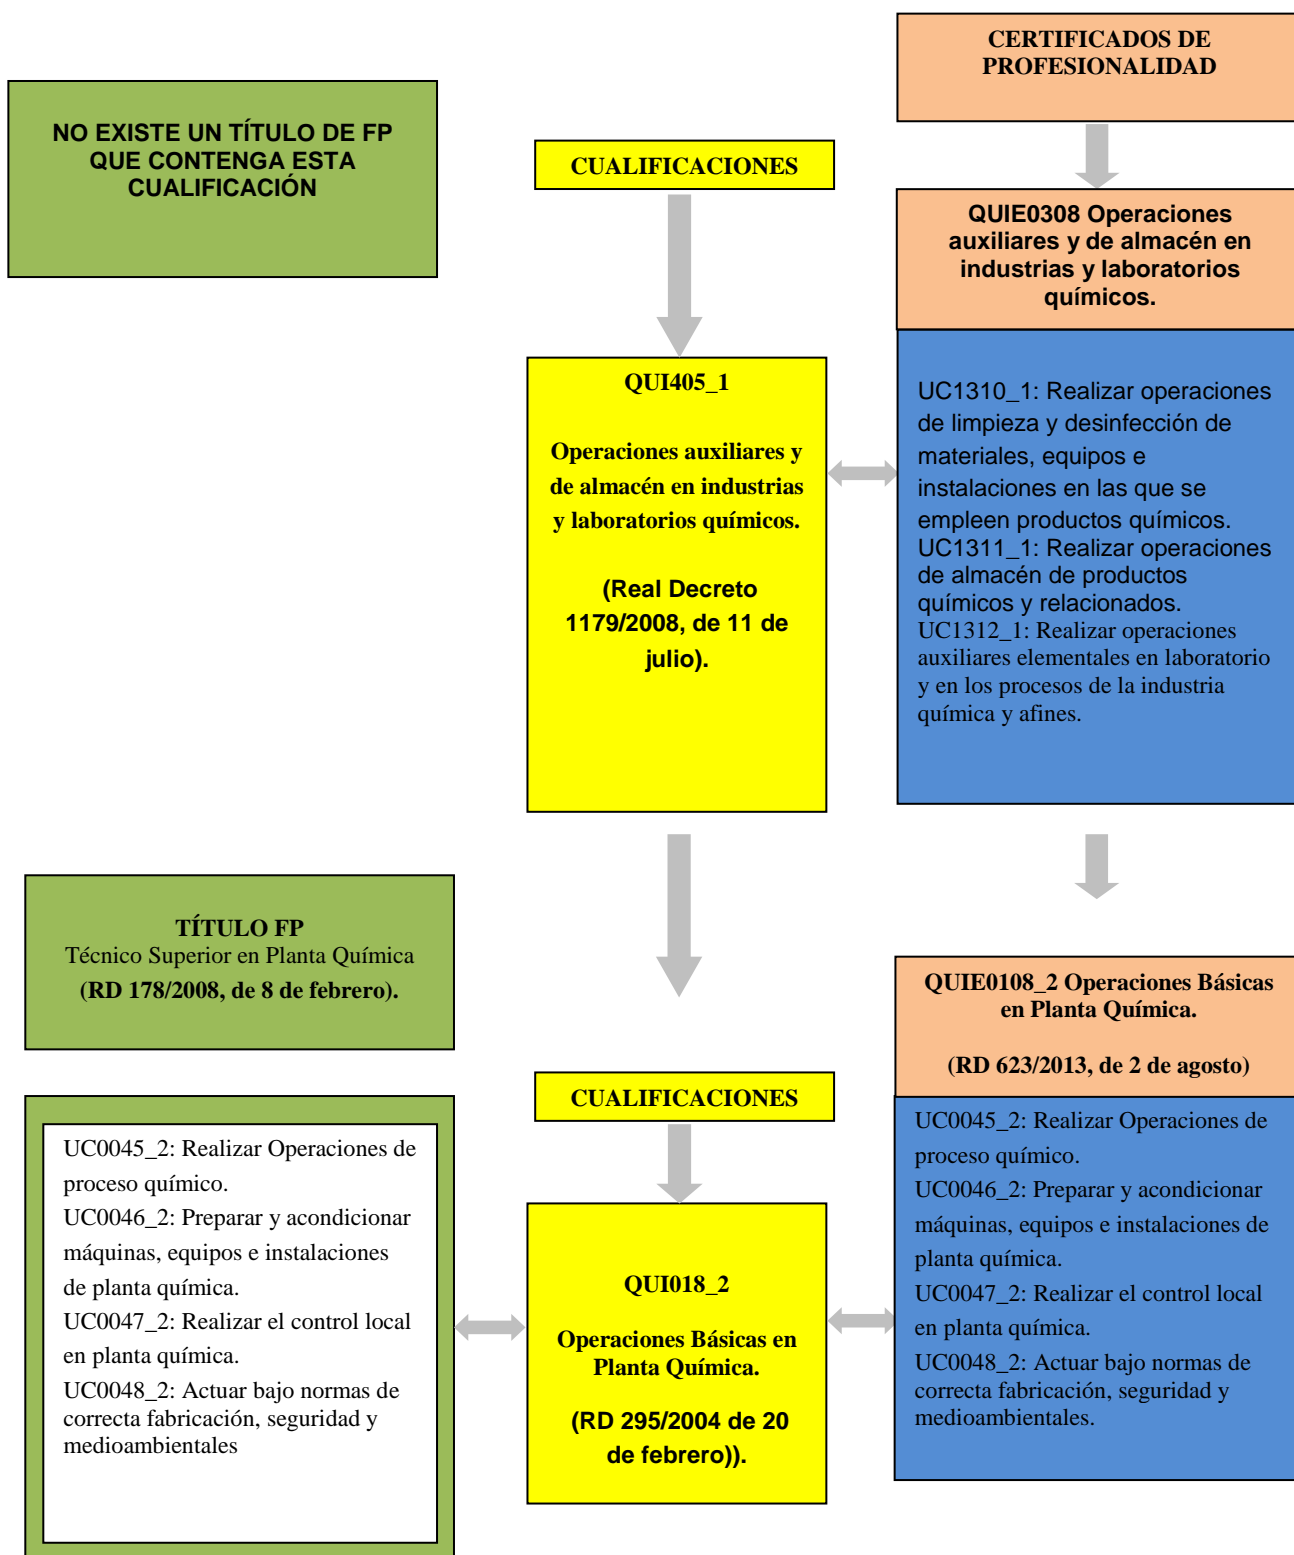 CERTIFICADOS DE
PROFESIONALIDAD
NO EXISTE UN TÍTULO DE FP
QUE CONTENGA ESTA
CUALIFICACIÓN
CUALIFICACIONES
QUIE0308 Operaciones
auxiliares y de almacén en
industrias y laboratorios
químicos.
QUI405_1
Operaciones auxiliares y
de almacén en industrias
y laboratorios químicos.
(Real Decreto
1179/2008, de 11 de
julio).
UC1310_1: Realizar operaciones
de limpieza y desinfección de
materiales, equipos e
instalaciones en las que se
empleen productos químicos.
UC1311_1: Realizar operaciones
de almacén de productos
químicos y relacionados.
UC1312_1: Realizar operaciones
auxiliares elementales en laboratorio
y en los procesos de la industria
química y afines.
TÍTULO FP
Técnico Superior en Planta Química
(RD 178/2008, de 8 de febrero).
QUIE0108_2 Operaciones Básicas
en Planta Química.
(RD 623/2013, de 2 de agosto)
CUALIFICACIONES
UC0045_2: Realizar Operaciones de
proceso químico.
UC0046_2: Preparar y acondicionar
máquinas, equipos e instalaciones
de planta química.
UC0047_2: Realizar el control local
en planta química.
UC0048_2: Actuar bajo normas de
correcta fabricación, seguridad y
medioambientales
QUI018_2
Operaciones Básicas en
Planta Química.
(RD 295/2004 de 20
de febrero)).
UC0045_2: Realizar Operaciones de
proceso químico.
UC0046_2: Preparar y acondicionar
máquinas, equipos e instalaciones de
planta química.
UC0047_2: Realizar el control local
en planta química.
UC0048_2: Actuar bajo normas de
correcta fabricación, seguridad y
medioambientales.